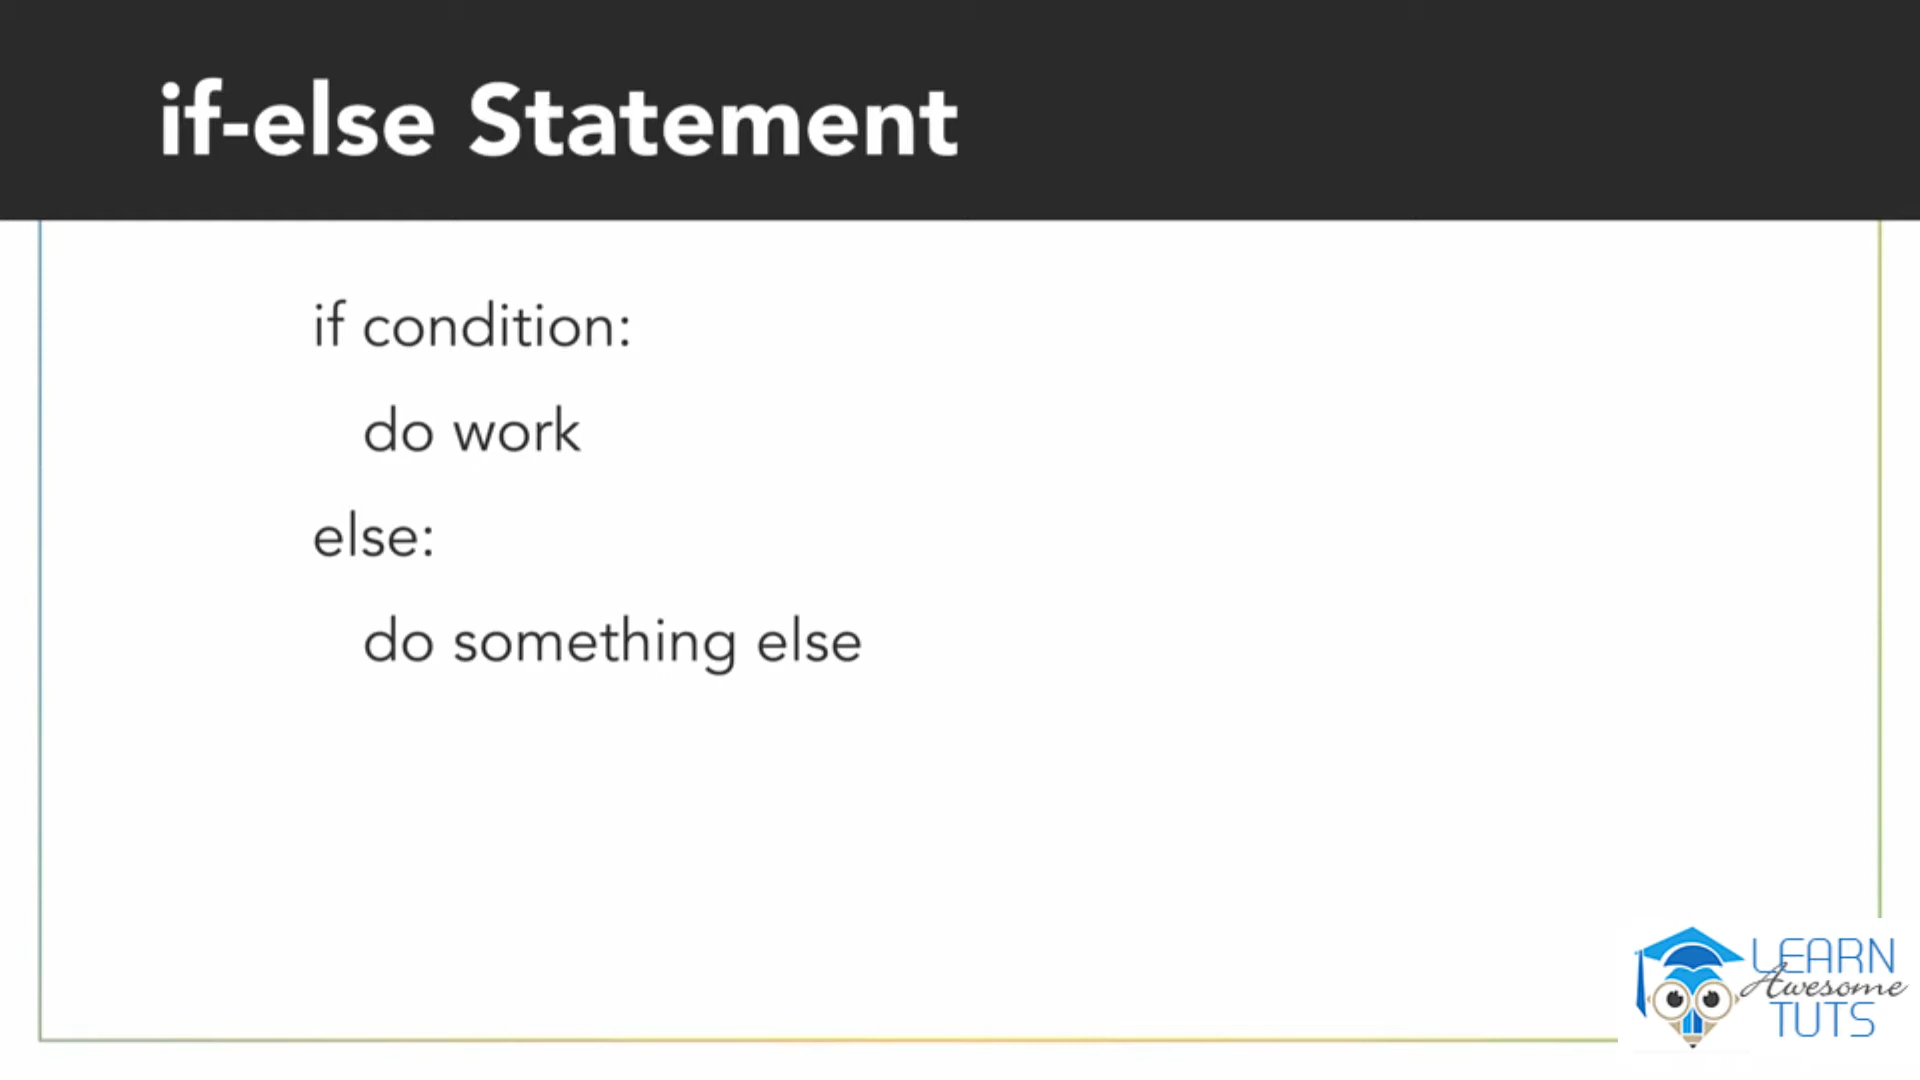 if-else Statement
if condition:
do work
else:
do something else
LEARN
Awesome
TUTS